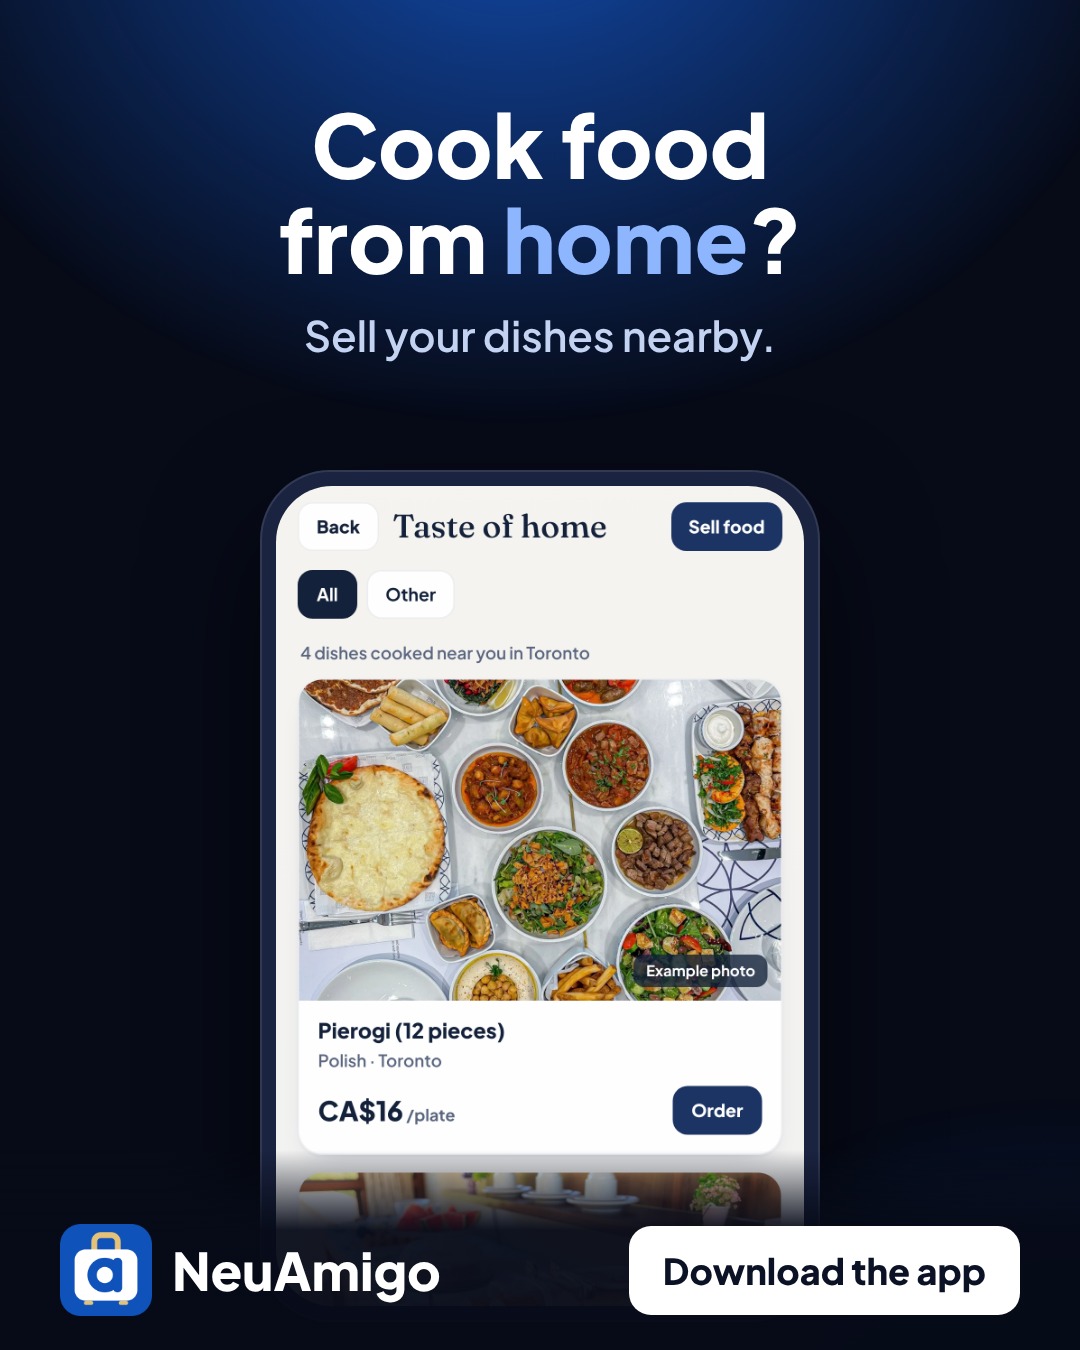 Cook food
from home?
Sell your dishes nearby.
Back
Taste of home
Sell food
All
Other
4 dishes cooked near you in Toronto
Example photo
Pierogi (12 pieces)
Polish · Toronto
CA$16 /plate
Order
a
NeuAmigo
Download the app